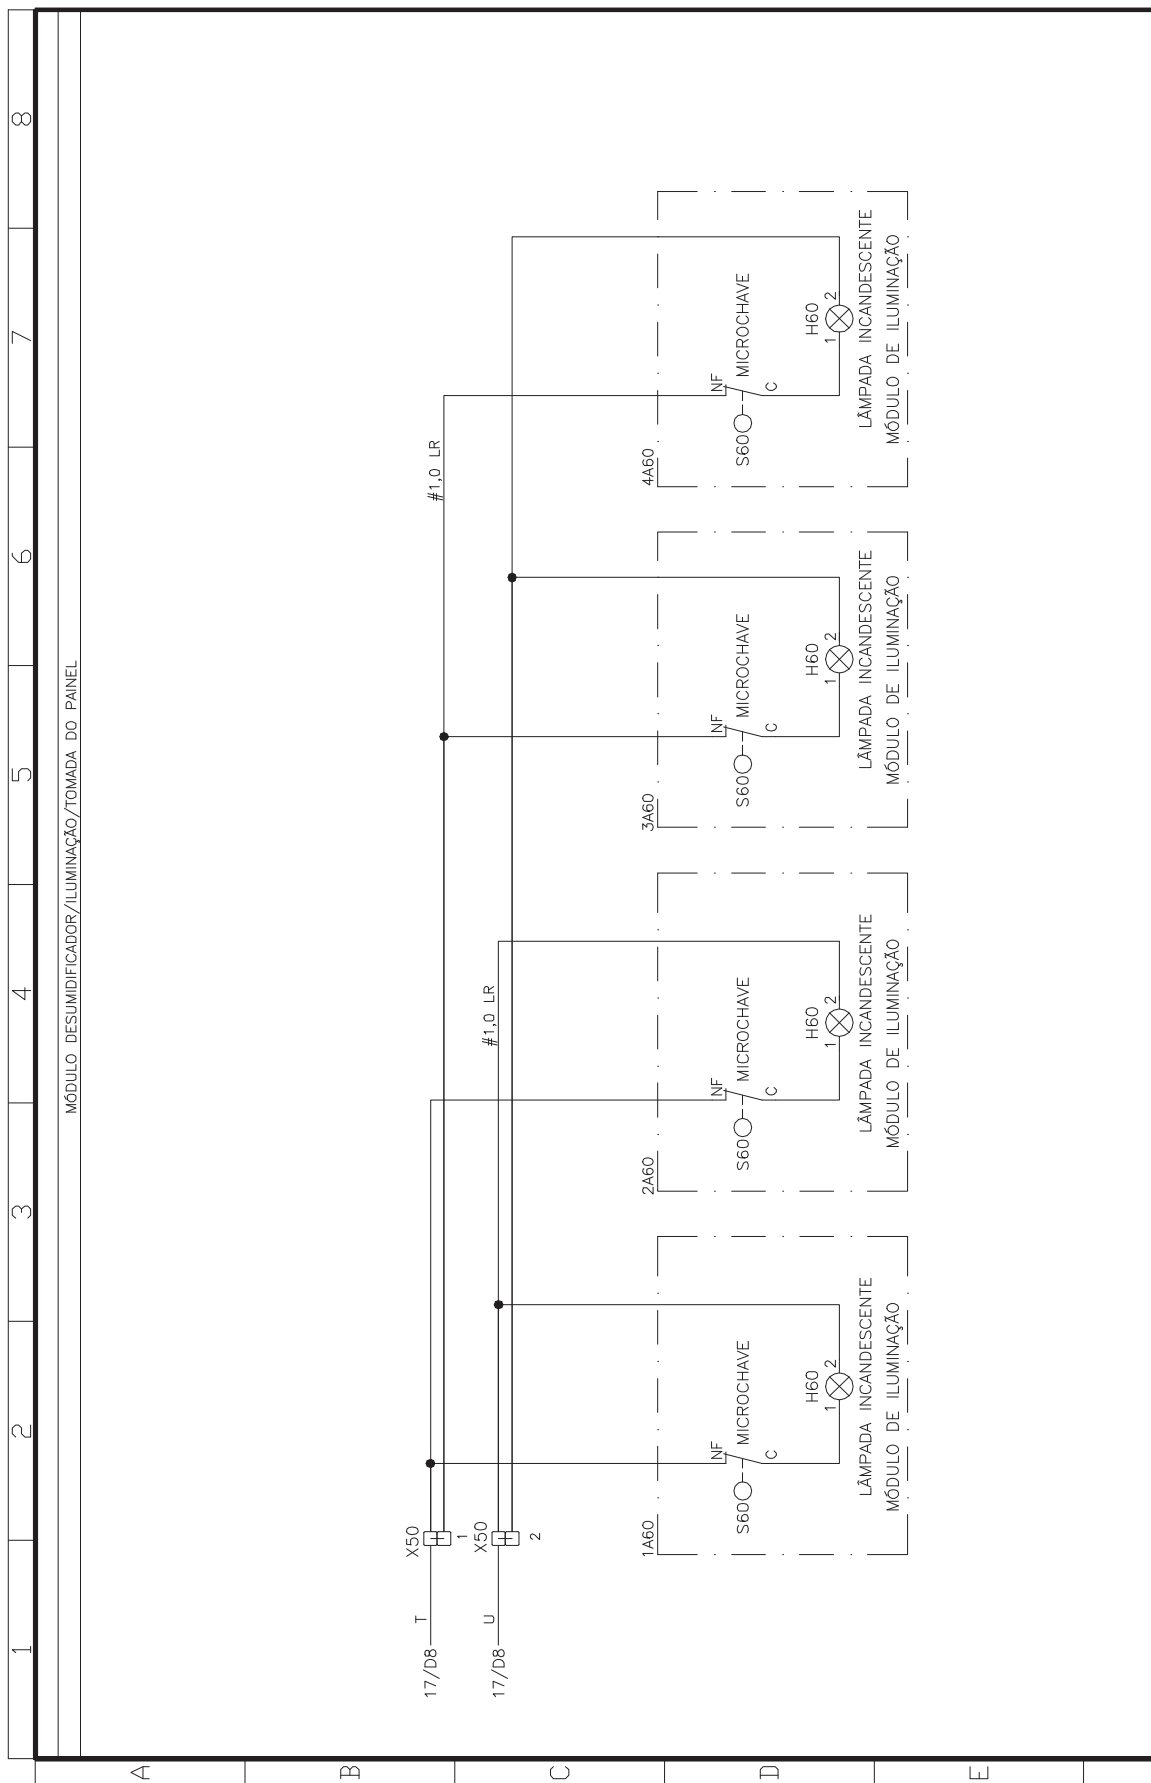 1
2
3
4
5
6
7
8
A
B
C
D
E
MÓDULO DESUMIDIFICADOR/ILUMINAÇÃO/TOMADA DO PAINEL
17/D8
T
X50
1
17/D8
U
X50
2
#1,0 LR
#1,0 LR
1A60
S60
NF
MICROCHAVE
C
H60
1
2
LÂMPADA INCANDESCENTE
MÓDULO DE ILUMINAÇÃO
2A60
S60
NF
MICROCHAVE
C
H60
1
2
LÂMPADA INCANDESCENTE
MÓDULO DE ILUMINAÇÃO
3A60
S60
NF
MICROCHAVE
C
H60
1
2
LÂMPADA INCANDESCENTE
MÓDULO DE ILUMINAÇÃO
4A60
S60
NF
MICROCHAVE
C
H60
1
2
LÂMPADA INCANDESCENTE
MÓDULO DE ILUMINAÇÃO